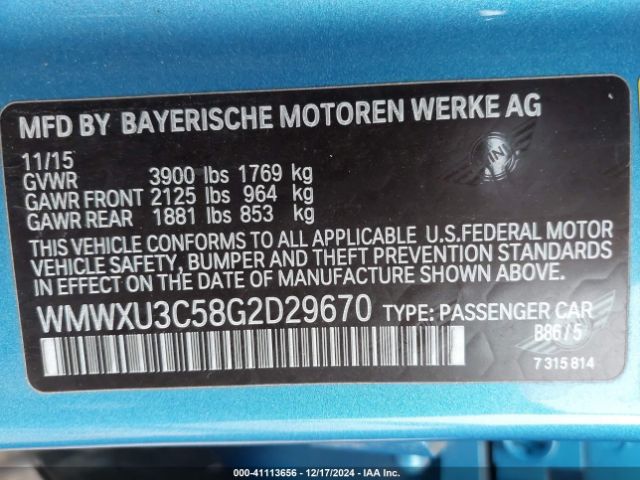 MFD BY BAYERISCHE MOTOREN WERKE AG
11/15
GVWR 3900 lbs 1769 kg
GAWR FRONT 2125 lbs 964 kg
GAWR REAR 1881 lbs 853 kg
THIS VEHICLE CONFORMS TO ALL APPLICABLE U.S.FEDERAL MOTOR
VEHICLE SAFETY, BUMPER AND THEFT PREVENTION STANDARDS
IN EFFECT ON THE DATE OF MANUFACTURE SHOWN ABOVE.
WMWXU3C58G2D29670 TYPE: PASSENGER CAR
B86/5
7 315 814
MINI
000-41113656 - 12/17/2024 - IAA Inc.